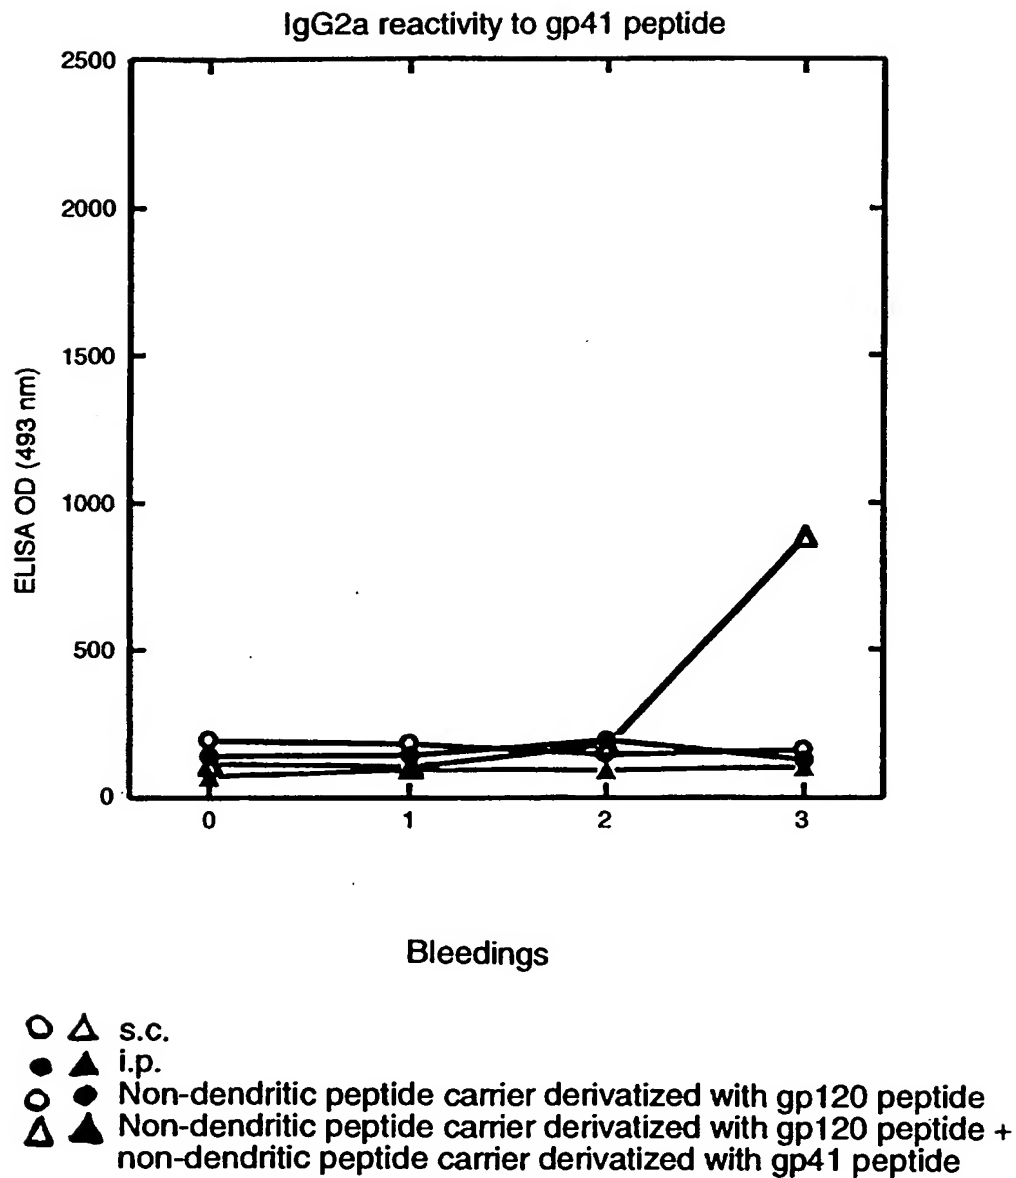 IgG2a reactivity to gp41 peptide
2500
2000
1500
1000
500
0
ELISA OD (493 nm)
0 1 2 3
Bleedings
s.c.
i.p.
Non-dendritic peptide carrier derivatized with gp120 peptide
Non-dendritic peptide carrier derivatized with gp120 peptide +
non-dendritic peptide carrier derivatized with gp41 peptide